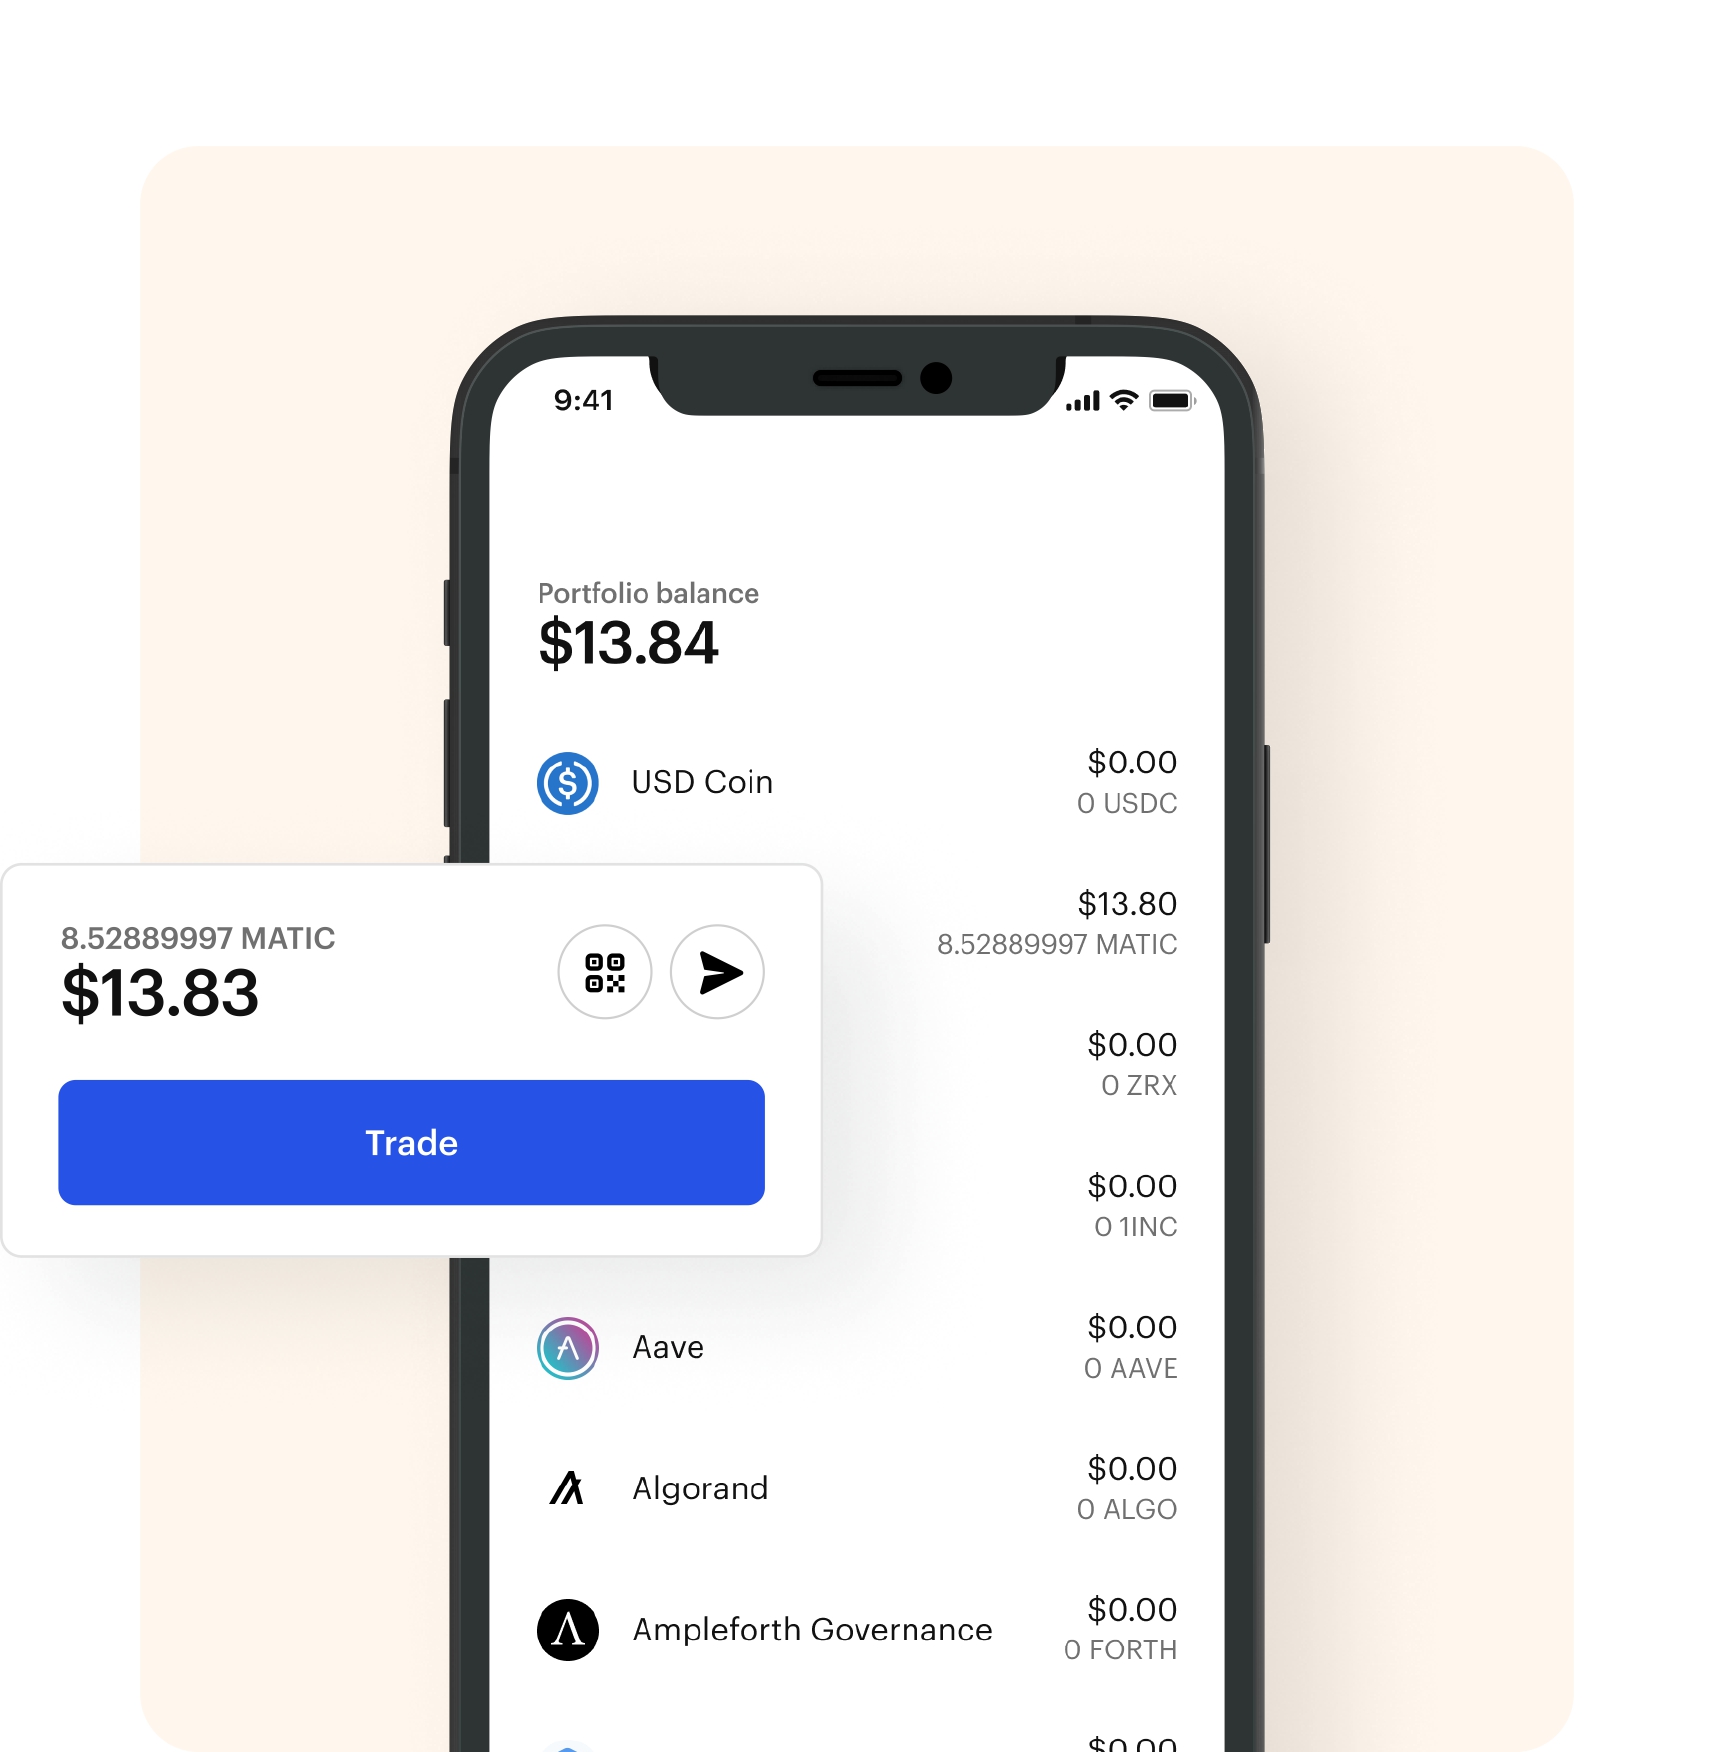 9:41
Portfolio balance
$13.84
USD Coin
$0.00
0 USDC
8.52889997 MATIC
$13.83
Trade
$13.80
8.52889997 MATIC
$0.00
0 ZRX
$0.00
0 1INC
Aave
$0.00
0 AAVE
Algorand
$0.00
0 ALGO
Ampleforth Governance
$0.00
0 FORTH
$0.00